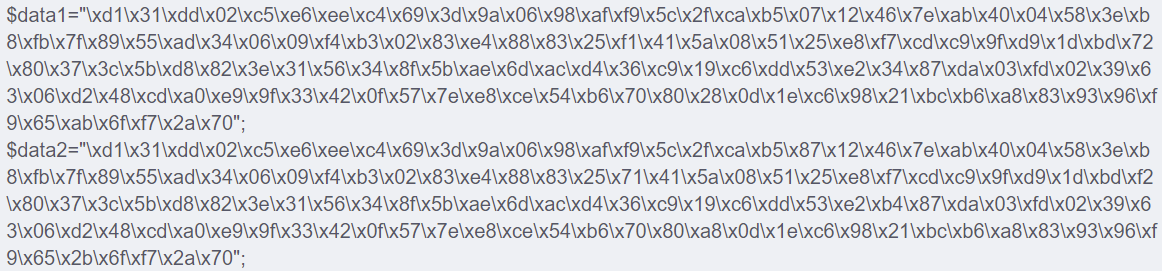 $data1="\xd1\x31\xdd\x02\xc5\xe6\xee\xc4\x69\x3d\x9a\x06\x98\xaf\xf9\x5c\x2f\xca\xb5\x07\x12\x46\x7e\xab\x40\x04\x58\x3e\xb
8\xfb\x7f\x89\x55\xad\x34\x06\x09\xf4\xb3\x02\x83\xe4\x88\x83\x25\xf1\x41\x5a\x08\x51\x25\xe8\xf7\xcd\xc9\x9f\xd9\x1d\xbd\x72
\x80\x37\x3c\x5b\xd8\x82\x3e\x31\x56\x34\x8f\x5b\xae\x6d\xac\xd4\x36\xc9\x19\xc6\xdd\x53\xe2\x34\x87\xda\x03\xfd\x02\x39\x6
3\x06\xd2\x48\xcd\xa0\xe9\x9f\x33\x42\x0f\x57\x7e\xe8\xce\x54\xb6\x70\x80\x28\x0d\x1e\xc6\x98\x21\xbc\xb6\xa8\x83\x93\x96\xf
9\x65\xab\x6f\xf7\x2a\x70";
$data2="\xd1\x31\xdd\x02\xc5\xe6\xee\xc4\x69\x3d\x9a\x06\x98\xaf\xf9\x5c\x2f\xca\xb5\x87\x12\x46\x7e\xab\x40\x04\x58\x3e\xb
8\xfb\x7f\x89\x55\xad\x34\x06\x09\xf4\xb3\x02\x83\xe4\x88\x83\x25\x71\x41\x5a\x08\x51\x25\xe8\xf7\xcd\xc9\x9f\xd9\x1d\xbd\xf2
\x80\x37\x3c\x5b\xd8\x82\x3e\x31\x56\x34\x8f\x5b\xae\x6d\xac\xd4\x36\xc9\x19\xc6\xdd\x53\xe2\xb4\x87\xda\x03\xfd\x02\x39\x6
3\x06\xd2\x48\xcd\xa0\xe9\x9f\x33\x42\x0f\x57\x7e\xe8\xce\x54\xb6\x70\x80\xa8\x0d\x1e\xc6\x98\x21\xbc\xb6\xa8\x83\x93\x96\xf
9\x65\x2b\x6f\xf7\x2a\x70";